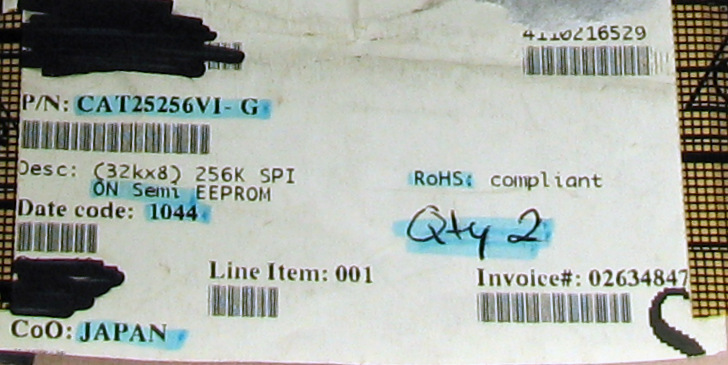 4110216529
P/N: CAT25256VI- G
Desc: (32kx8) 256K SPI
ON Semi EEPROM
RoHS: compliant
Date code: 1044
Qty 2
Line Item: 001
Invoice#: 02634847
CoO: JAPAN